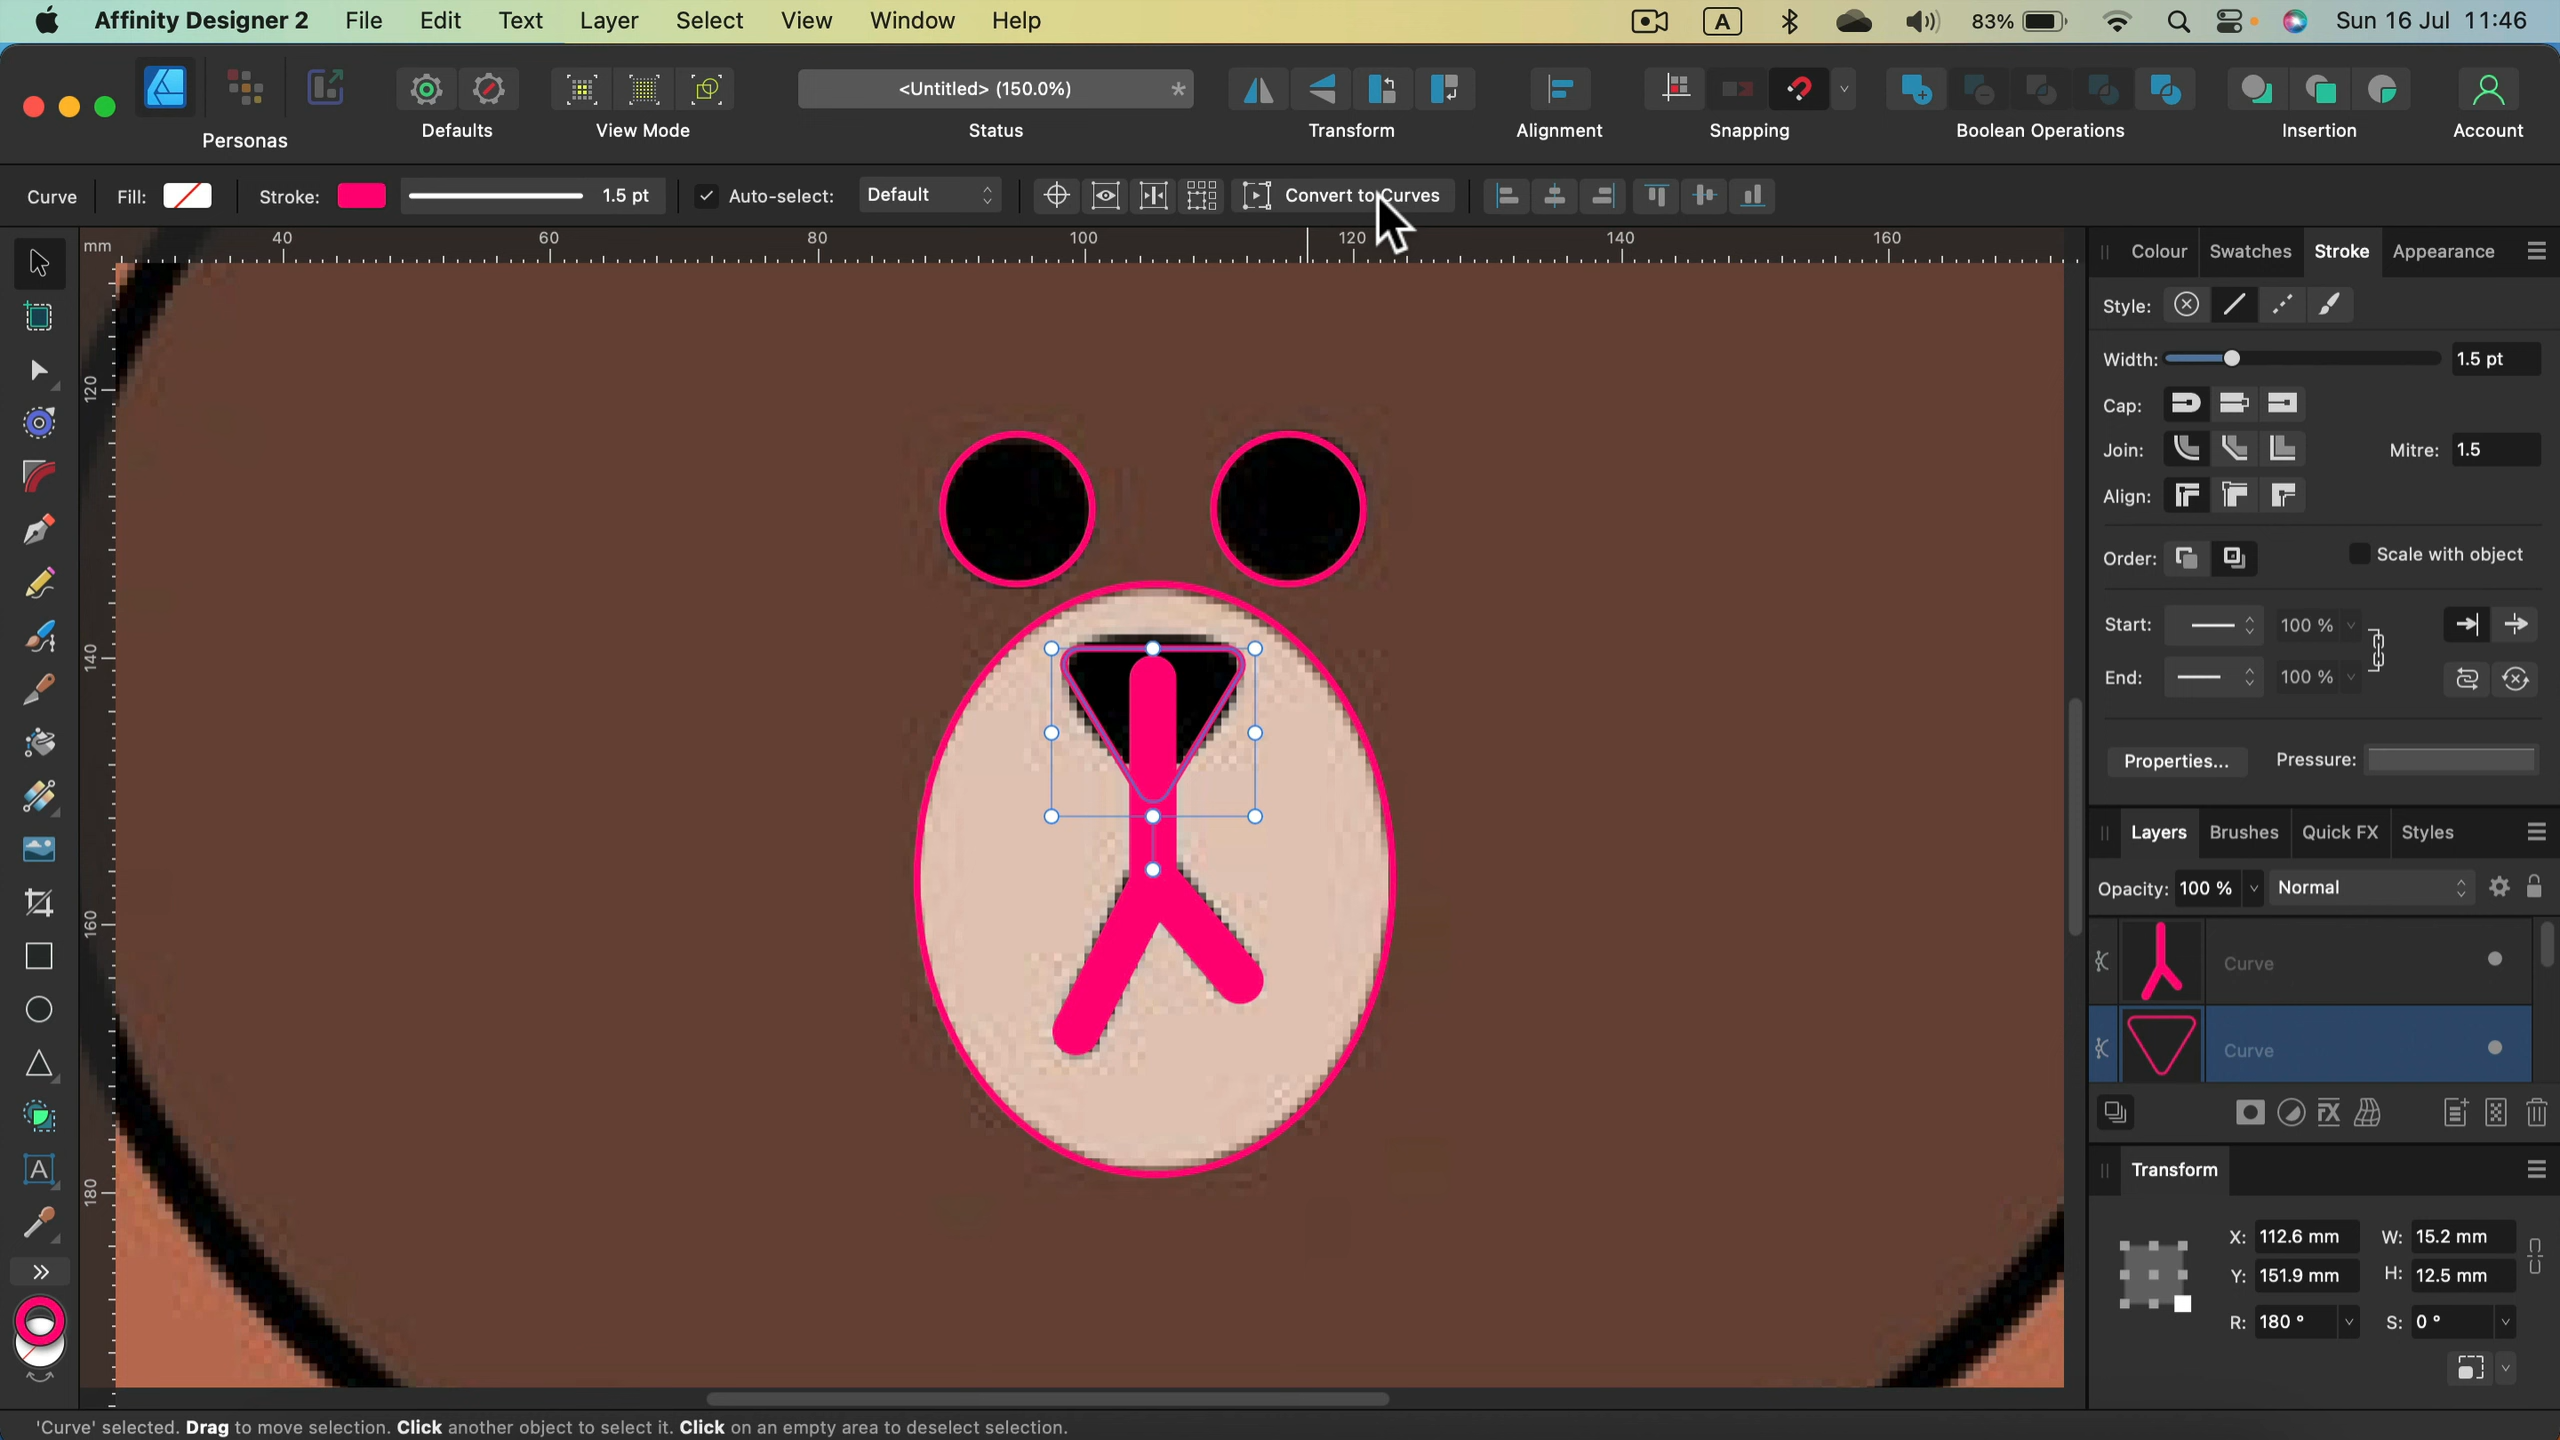 Affinity Designer 2 File Edit Text Layer Select View Window Help A 83% Sun 16 Jul 11:46
<Untitled> (150.0%) *
Personas Defaults View Mode Status Transform Alignment Snapping Boolean Operations Insertion Account
Curve Fill: Stroke: 1.5 pt Auto-select: Default Convert to Curves
mm 40 60 80 100 120 140 160
120
140
160
180
Colour Swatches Stroke Appearance
Style:
Width: 1.5 pt
Cap:
Join: Mitre: 1.5
Align:
Order: Scale with object
Start: 100 %
End: 100 %
Properties... Pressure:
Layers Brushes Quick FX Styles
Opacity: 100 % Normal
Curve
Curve
FX
Transform
X: 112.6 mm W: 15.2 mm
Y: 151.9 mm H: 12.5 mm
R: 180 ° S: 0 °
A
'Curve' selected. Drag to move selection. Click another object to select it. Click on an empty area to deselect selection.